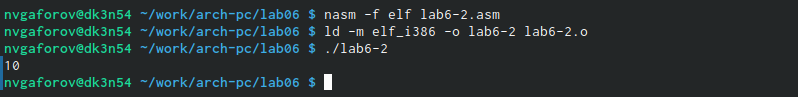 nvgaforov@dk3n54 ~/work/arch-pc/lab06 $ nasm -f elf lab6-2.asm
nvgaforov@dk3n54 ~/work/arch-pc/lab06 $ ld -m elf_i386 -o lab6-2 lab6-2.o
nvgaforov@dk3n54 ~/work/arch-pc/lab06 $ ./lab6-2
10
nvgaforov@dk3n54 ~/work/arch-pc/lab06 $